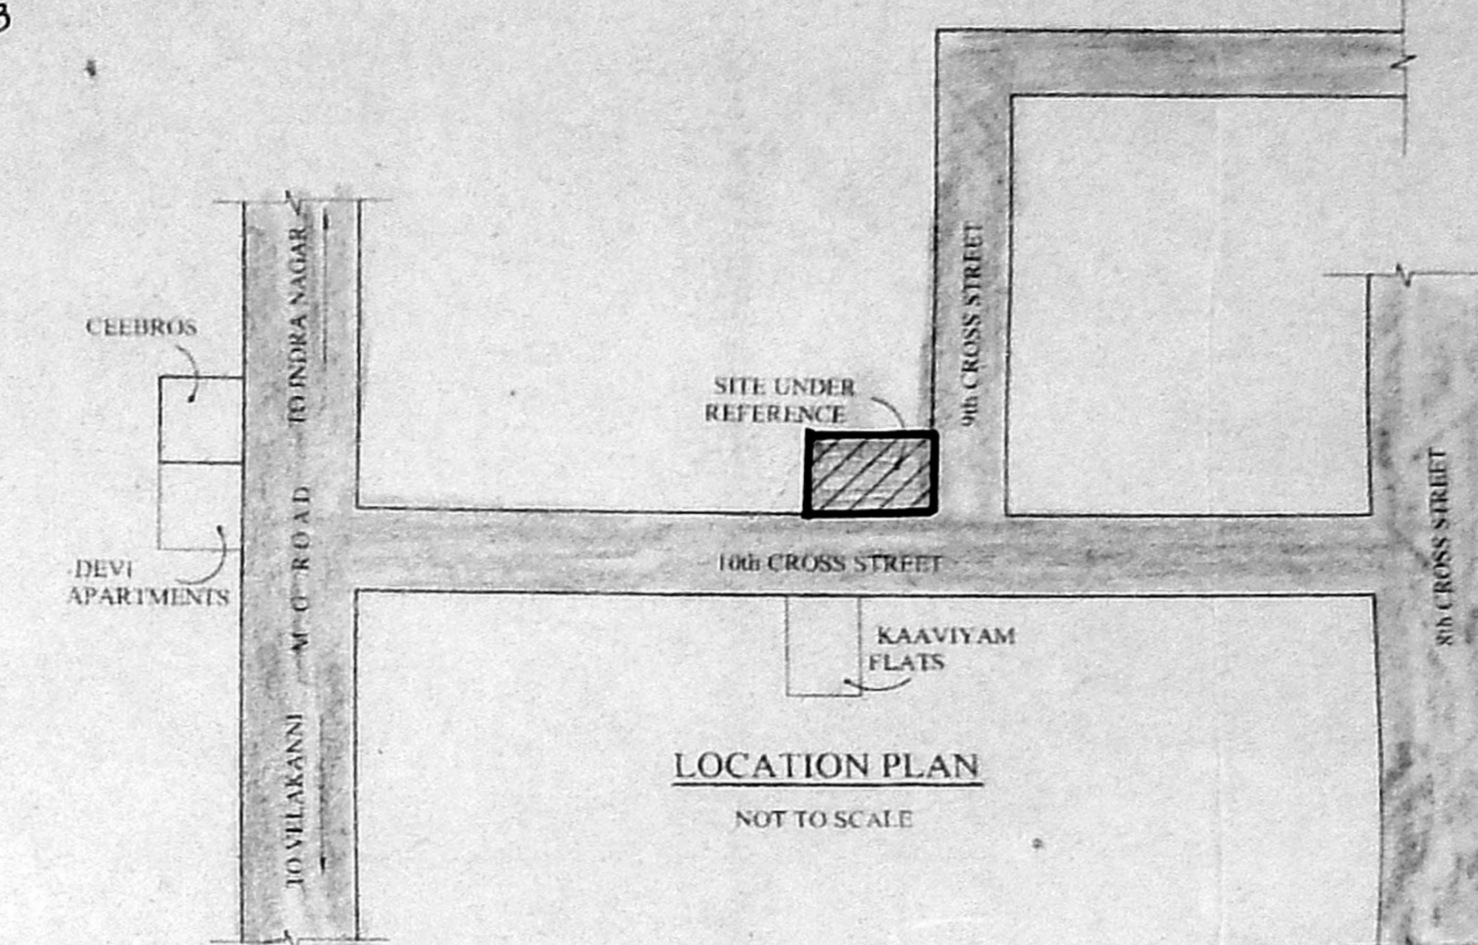 3
TO INDRA NAGAR
9th CROSS STREET
CEEBROS
SITE UNDER
REFERENCE
8th CROSS STREET
M G ROAD
10th CROSS STREET
DEVI
APARTMENTS
KAAVIYAM
FLATS
TO VELAKANNI
LOCATION PLAN
NOT TO SCALE